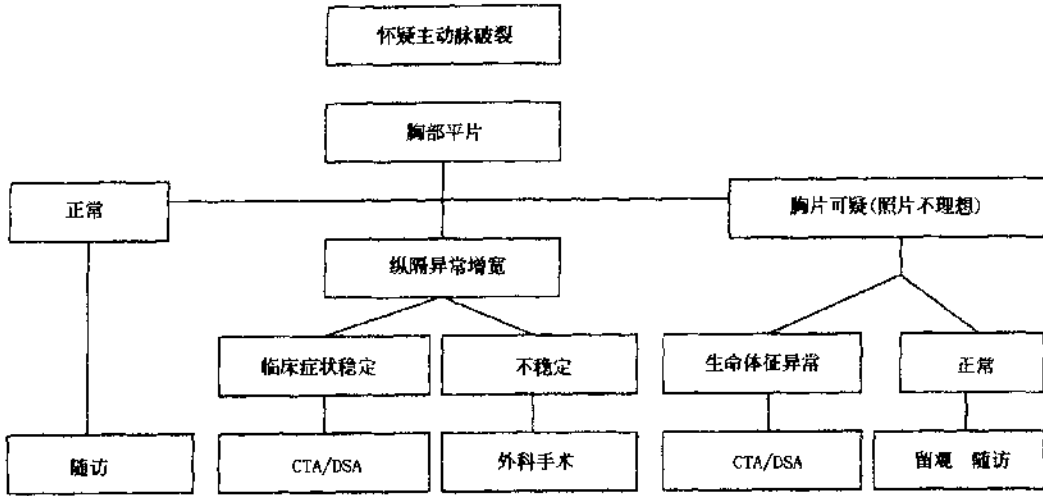 怀疑主动脉破裂
胸部平片
正常
胸片可疑(照片不理想)
纵隔异常增宽
临床症状稳定
不稳定
生命体征异常
正常
随访
CTA/DSA
外科手术
CTA/DSA
留观 随访